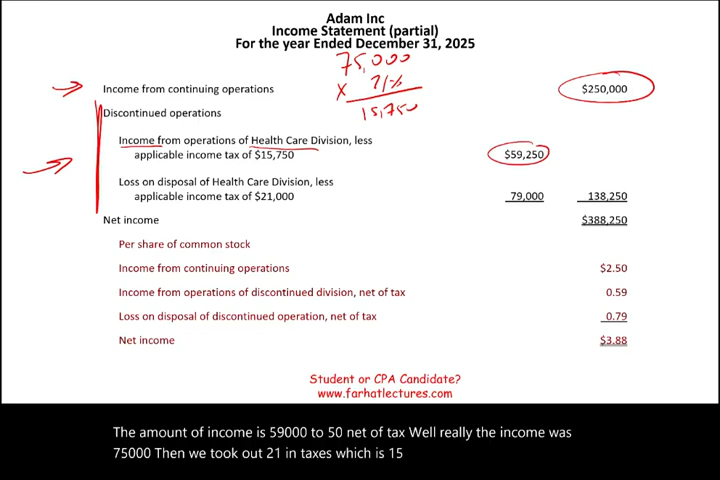 Adam Inc
Income Statement (partial)
For the year Ended December 31, 2025
75,000
x 21%
15,750
Income from continuing operations $250,000
Discontinued operations
Income from operations of Health Care Division, less
applicable income tax of $15,750 $59,250
Loss on disposal of Health Care Division, less
applicable income tax of $21,000 79,000 138,250
Net income $388,250
Per share of common stock
Income from continuing operations $2.50
Income from operations of discontinued division, net of tax 0.59
Loss on disposal of discontinued operation, net of tax 0.79
Net income $3.88
Student or CPA Candidate?
www.farhatlectures.com
The amount of income is 59000 to 50 net of tax Well really the income was
75000 Then we took out 21 in taxes which is 15